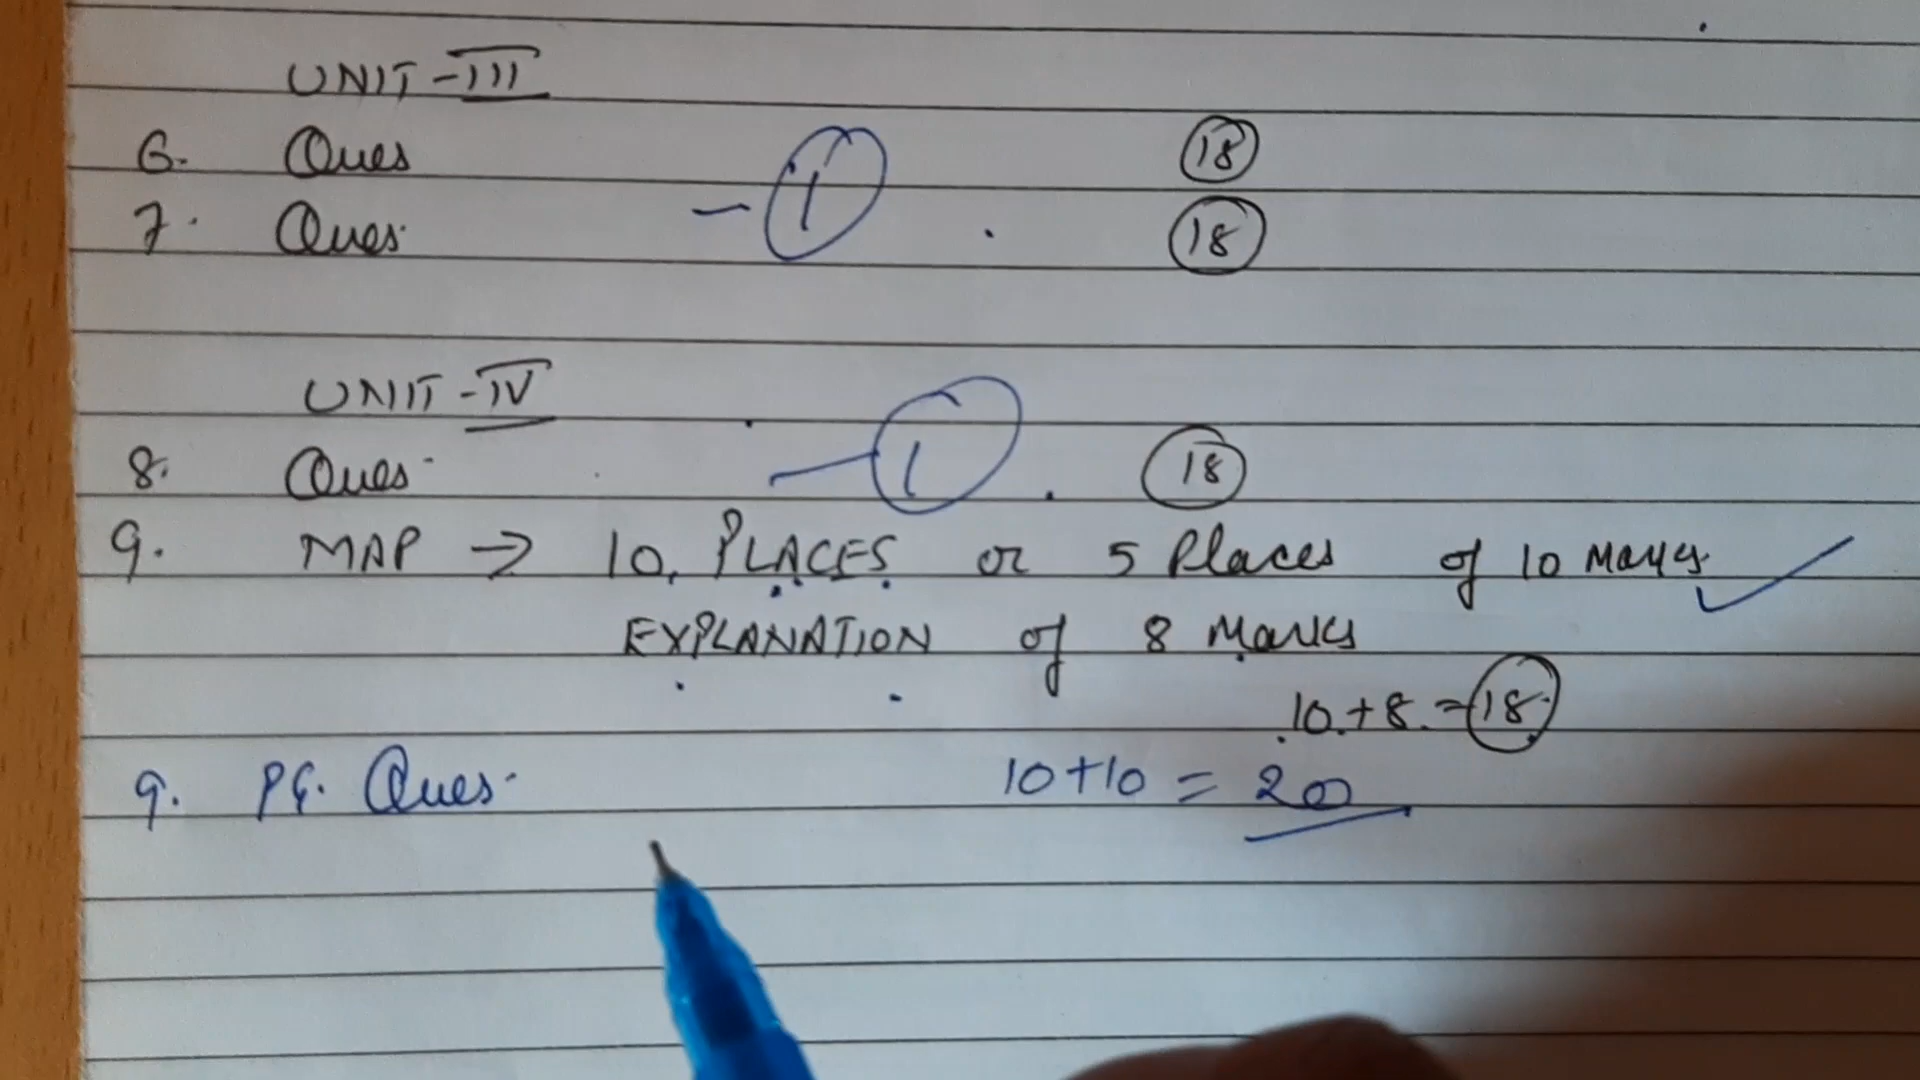 UNIT-III
6. Ques 18
7. Ques. - 1 18
UNIT-IV
8. Ques - 1 18
9. MAP → 10, PLACES or 5 Places of 10 Marks
EXPLANATION of 8 Marks
10+8=18
9. Ques 10+10=20